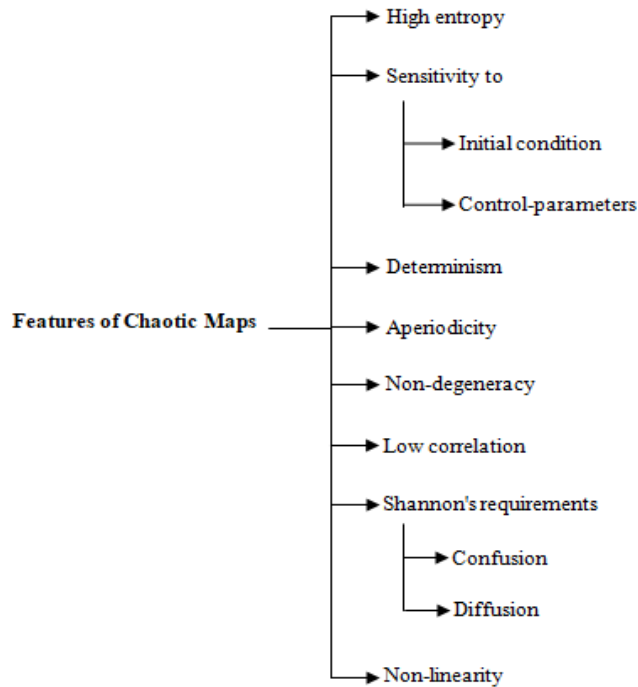 High entropy
Sensitivity to
Initial condition
Control-parameters
Determinism
Features of Chaotic Maps
Aperiodicity
Non-degeneracy
Low correlation
Shannon's requirements
Confusion
Diffusion
Non-linearity